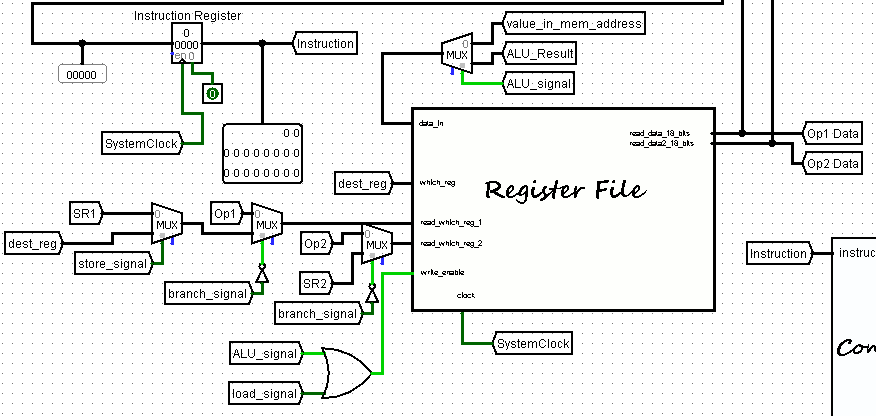 Instruction Register
0
0000
en 0
00000
0
Instruction
SystemClock
0 0
0 0 0 0 0 0 0 0
0 0 0 0 0 0 0 0
value_in_mem_address
0
MUX
ALU_Result
ALU_signal
data_in
which_reg
read_which_reg_1
read_which_reg_2
write_enable
clock
read_data_18_bits
read_data2_18_bits
Register File
Op1 Data
Op2 Data
dest_reg
SR1
dest_reg
store_signal
0
MUX
Op1
0
MUX
branch_signal
Op2
0
MUX
SR2
branch_signal
ALU_signal
load_signal
SystemClock
Instruction
instruc
Con